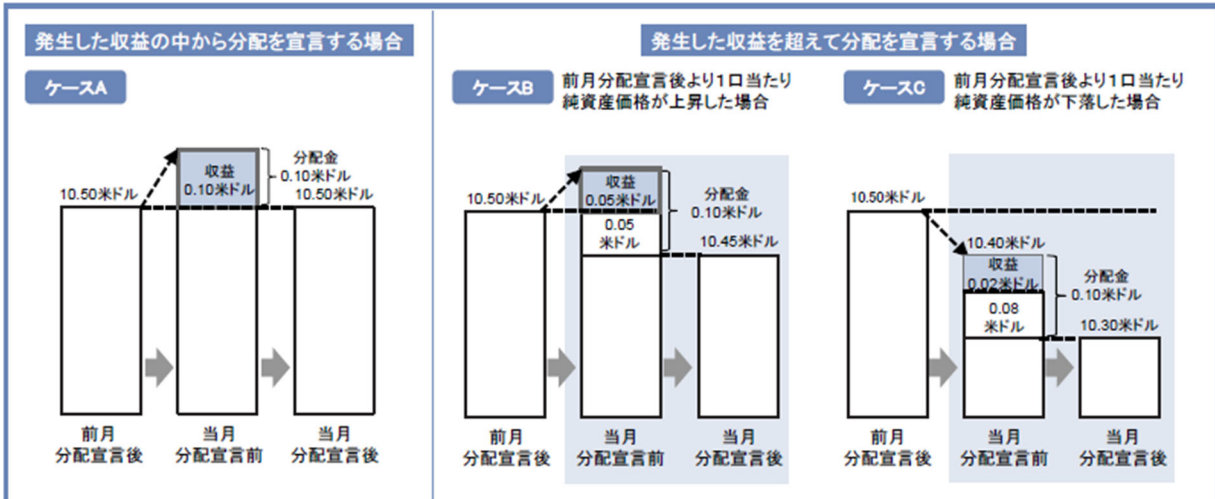 発生した収益の中から分配を宣言する場合
ケースA
収益
0.10米ドル
分配金
0.10米ドル
10.50米ドル
10.50米ドル
前月
分配宣言後
当月
分配宣言前
当月
分配宣言後
発生した収益を超えて分配を宣言する場合
ケースB
前月分配宣言後より1口当たり
純資産価格が上昇した場合
10.50米ドル
収益
0.05米ドル
0.05
米ドル
分配金
0.10米ドル
10.45米ドル
前月
分配宣言後
当月
分配宣言前
当月
分配宣言後
ケースC
前月分配宣言後より1口当たり
純資産価格が下落した場合
10.50米ドル
10.40米ドル
収益
0.02米ドル
0.08
米ドル
分配金
0.10米ドル
10.30米ドル
前月
分配宣言後
当月
分配宣言前
当月
分配宣言後